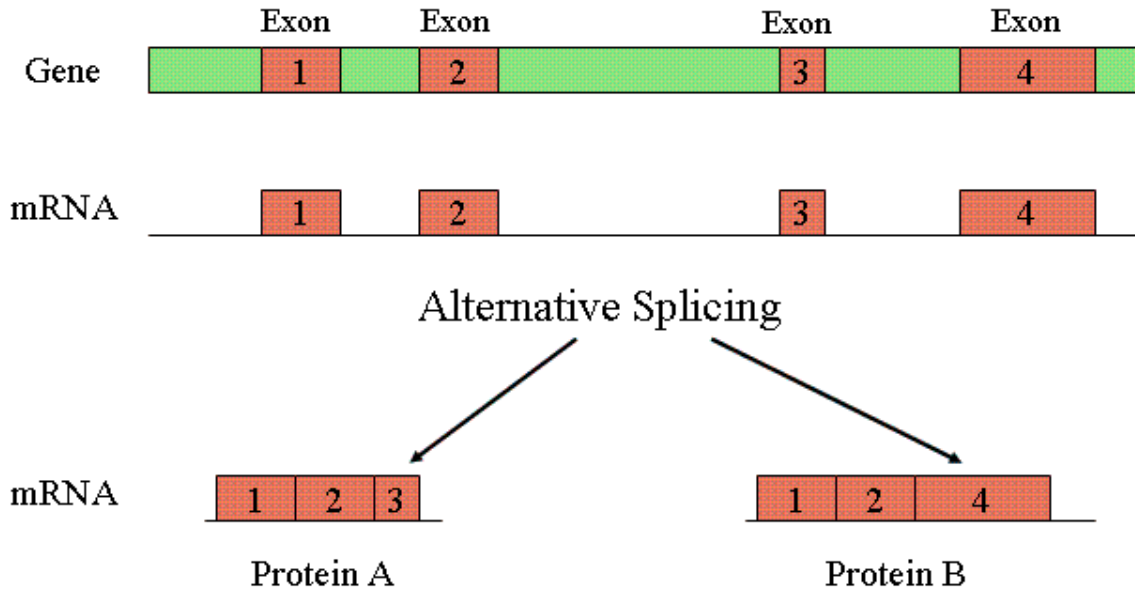 Exon Exon Exon Exon
Gene 1 2 3 4
mRNA 1 2 3 4
Alternative Splicing
mRNA 1 2 3 1 2 4
Protein A Protein B